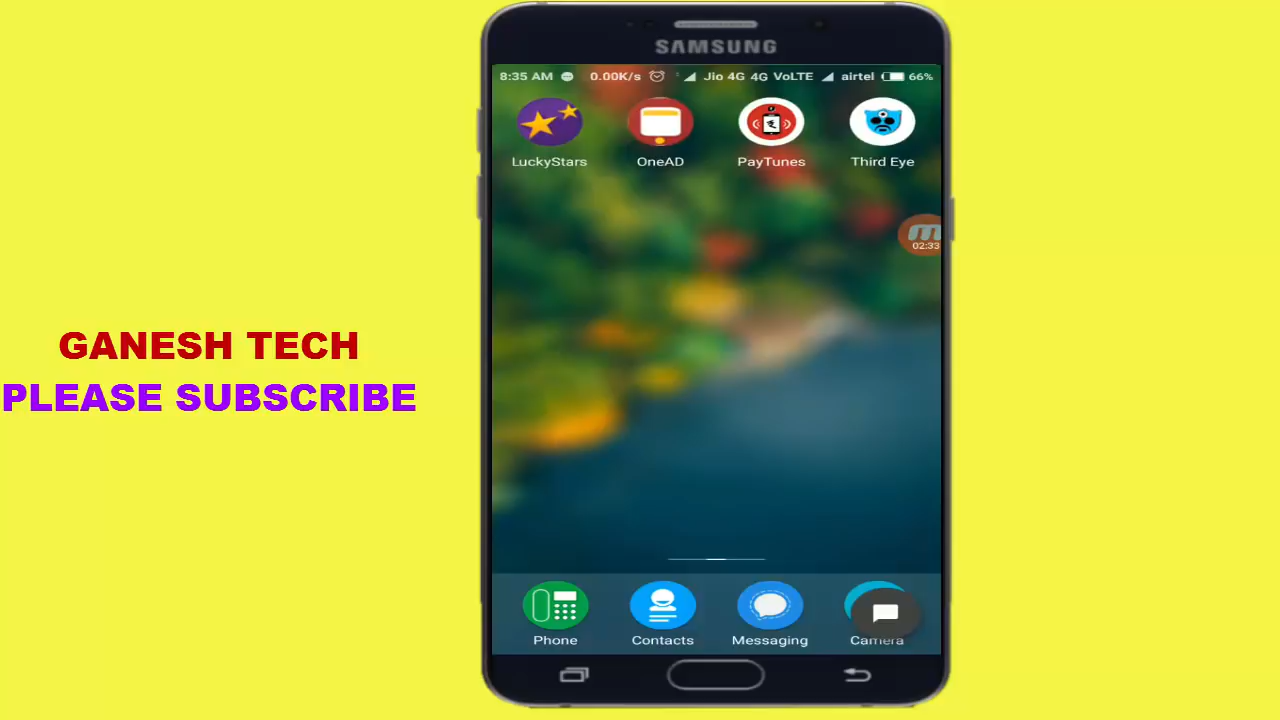 SAMSUNG
8:35 AM 0.00K/s Jio 4G 4G VoLTE airtel 66%
LuckyStars OneAD PayTunes Third Eye
02:33
GANESH TECH
PLEASE SUBSCRIBE
Phone Contacts Messaging Camera